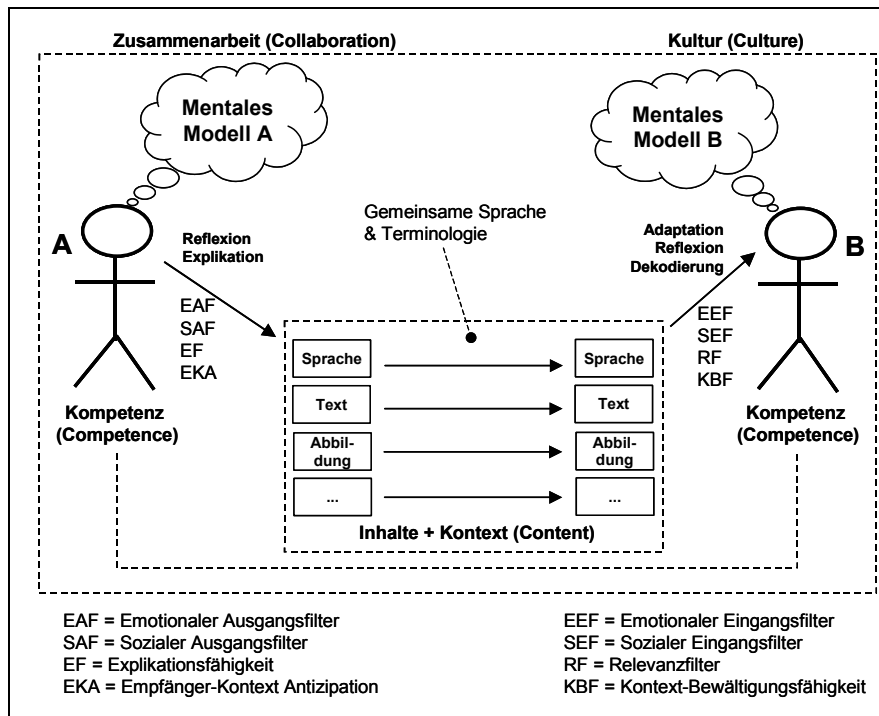 Zusammenarbeit (Collaboration)
Kultur (Culture)
Mentales
Modell A
Mentales
Modell B
A
Reflexion
Explikation
EAF
SAF
EF
EKA
Gemeinsame Sprache
& Terminologie
Adaptation
Reflexion
Dekodierung
B
EEF
SEF
RF
KBF
Sprache
Sprache
Text
Text
Abbil-
dung
Abbil-
dung
...
...
Kompetenz
(Competence)
Kompetenz
(Competence)
Inhalte + Kontext (Content)
EAF = Emotionaler Ausgangsfilter
SAF = Sozialer Ausgangsfilter
EF = Explikationsfähigkeit
EKA = Empfänger-Kontext Antizipation
EEF = Emotionaler Eingangsfilter
SEF = Sozialer Eingangsfilter
RF = Relevanzfilter
KBF = Kontext-Bewältigungsfähigkeit